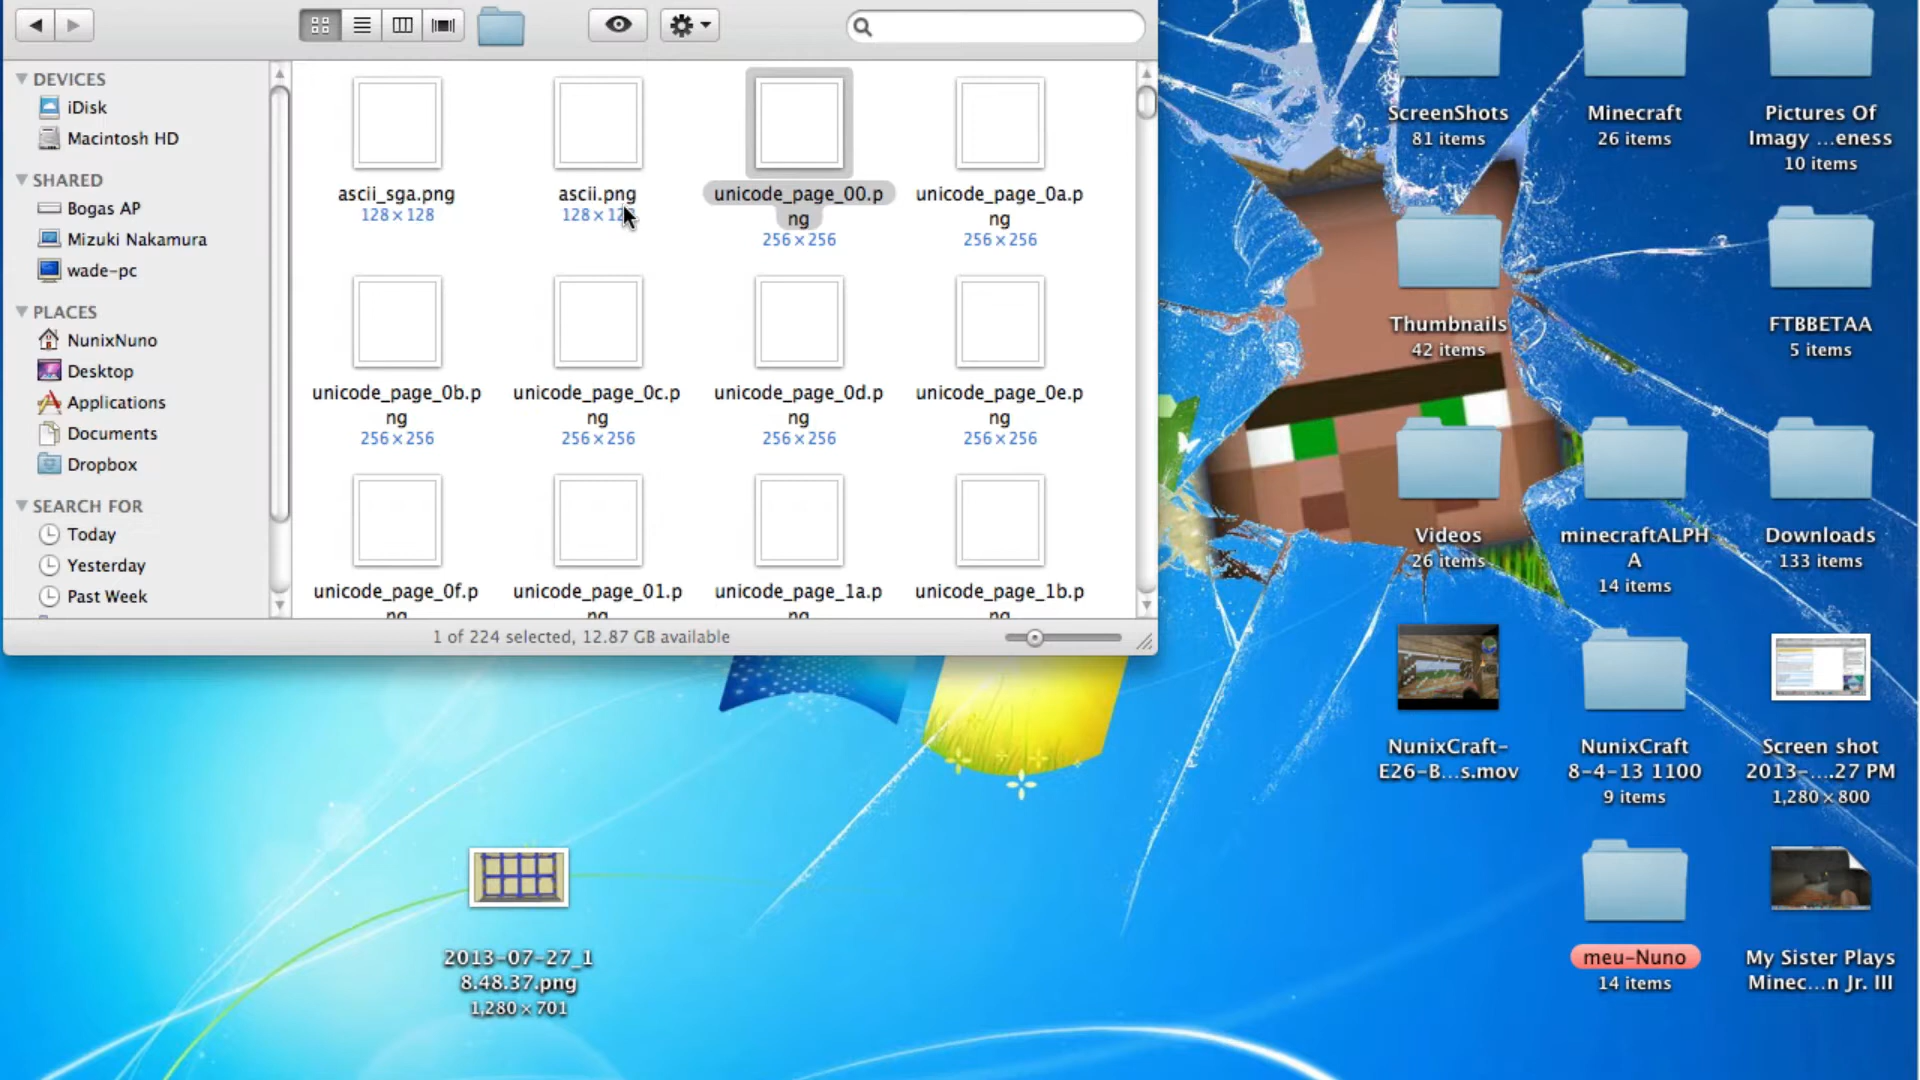 DEVICES
iDisk
Macintosh HD
SHARED
Bogas AP
Mizuki Nakamura
wade-pc
PLACES
NunixNuno
Desktop
Applications
Documents
Dropbox
SEARCH FOR
Today
Yesterday
Past Week
ascii_sga.png
128×128
ascii.png
unicode_page_00.p
ng
256×256
unicode_page_0a.p
ng
256×256
unicode_page_0b.p
ng
256×256
unicode_page_0c.p
ng
256×256
unicode_page_0d.p
ng
256×256
unicode_page_0e.p
ng
256×256
unicode_page_0f.p
ng
unicode_page_01.p
ng
unicode_page_1a.p
ng
unicode_page_1b.p
ng
1 of 224 selected, 12.87 GB available
ScreenShots
81 items
Minecraft
26 items
Pictures Of
Imagy ...eness
10 items
Thumbnails
42 items
FTBBETAA
5 items
Videos
26 items
minecraftALPH
A
14 items
Downloads
133 items
NunixCraft-
E26-B...s.mov
NunixCraft
8-4-13 1100
9 items
Screen shot
2013-....27 PM
1,280×800
2013-07-27_1
8.48.37.png
1,280×701
meu-Nuno
14 items
My Sister Plays
Minec...n Jr. III